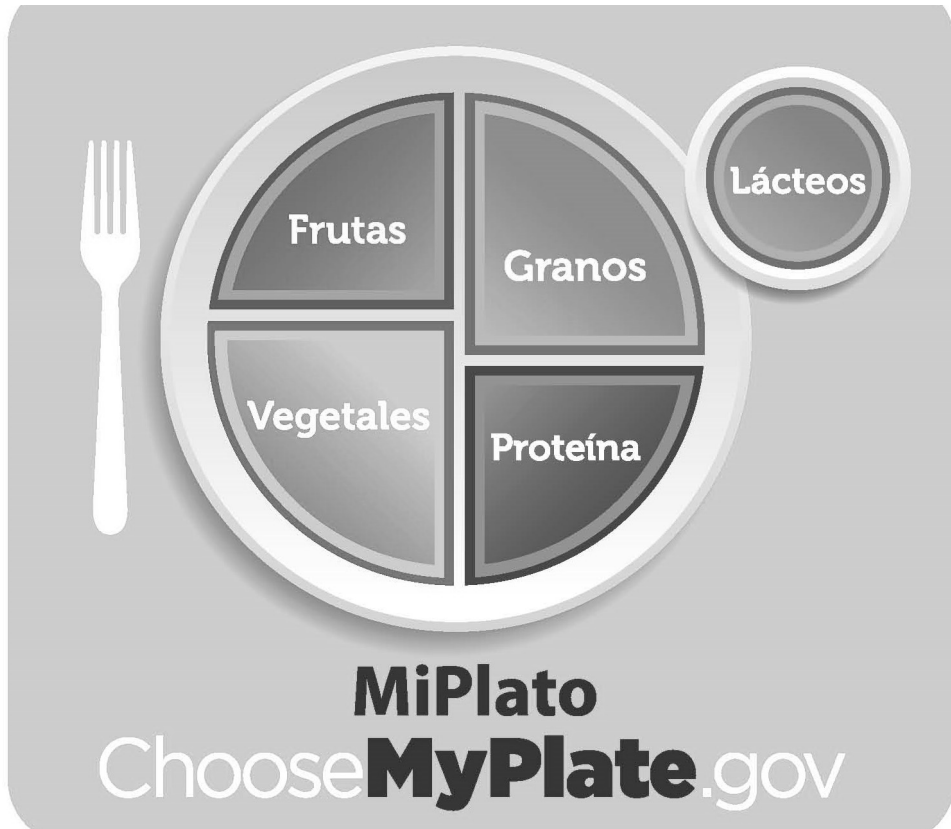 Frutas
Granos
Lácteos
Vegetales
Proteína
MiPlato
ChooseMyPlate.gov